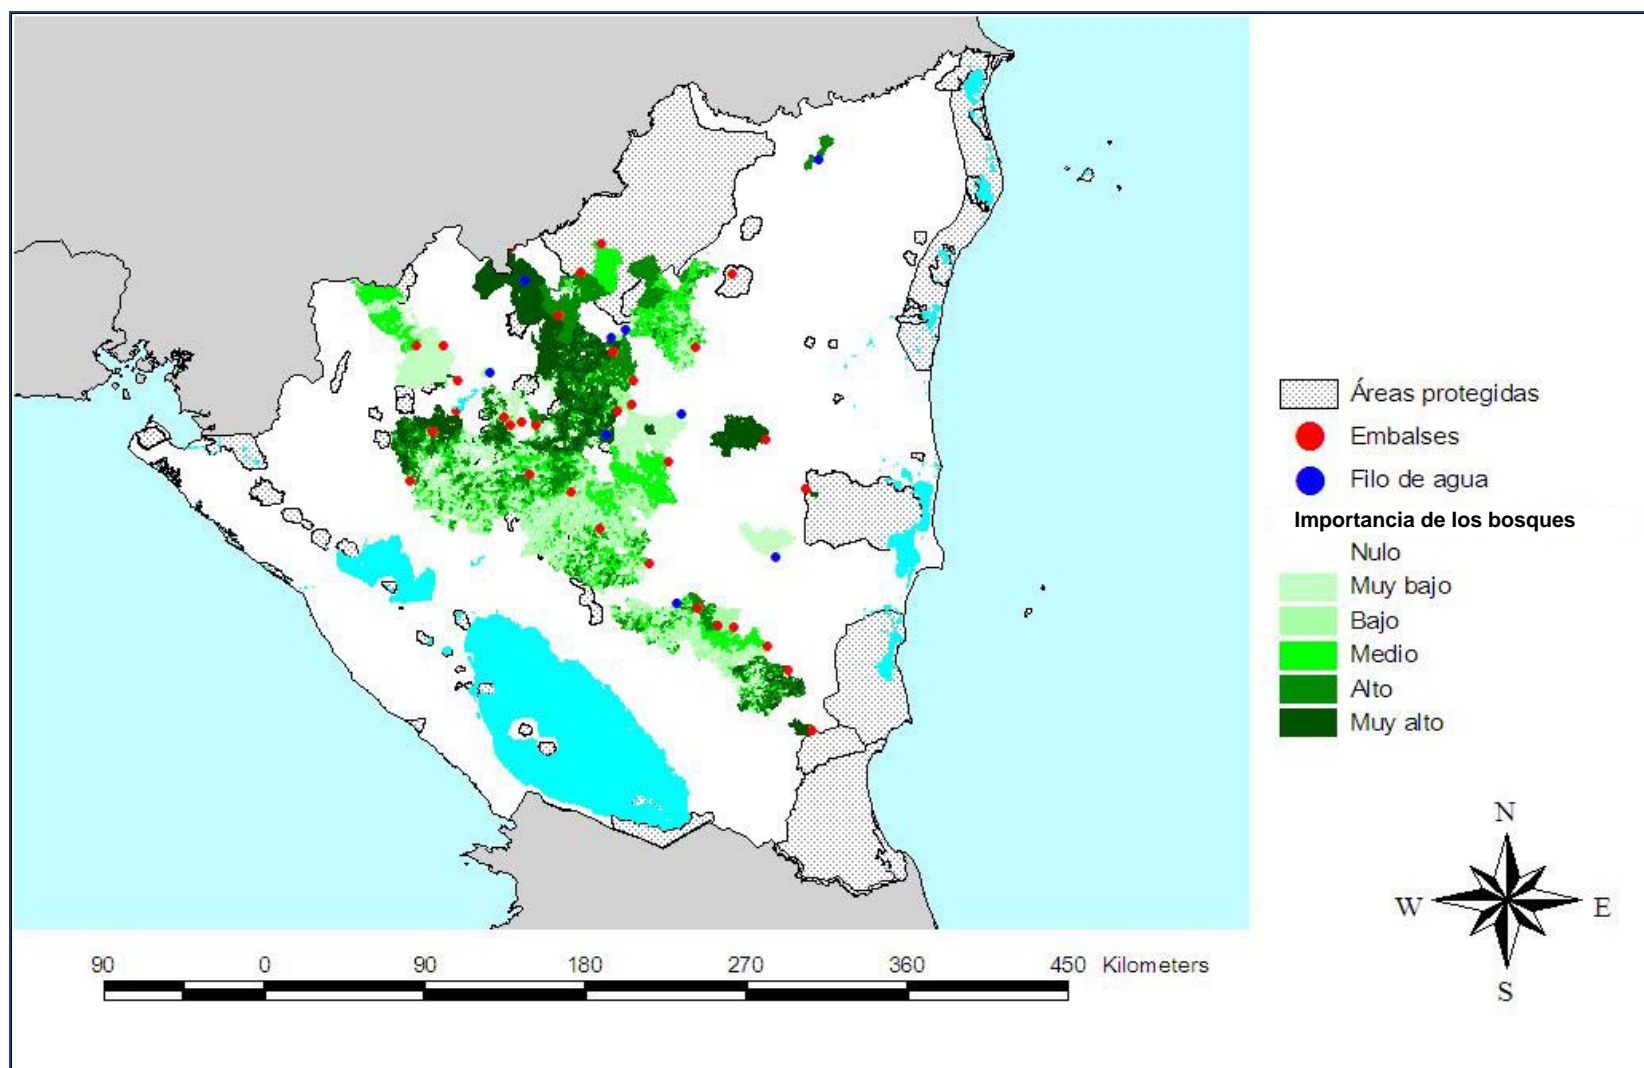 Áreas protegidas
Embalses
Filo de agua
Importancia de los bosques
Nulo
Muy bajo
Bajo
Medio
Alto
Muy alto
N
W E
S
90 0 90 180 270 360 450 Kilometers